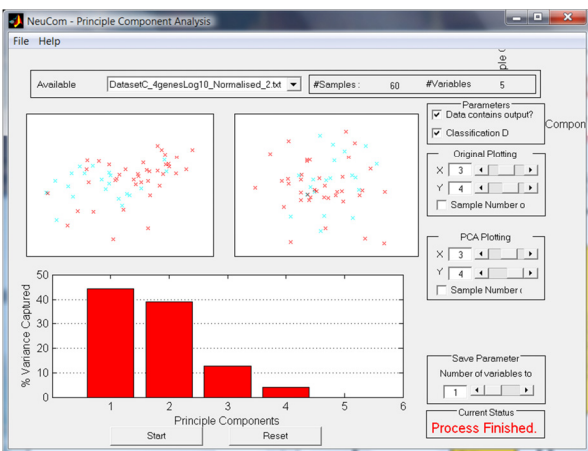 NeuCom - Principle Component Analysis
File Help
Available
DatasetC_4genesLog10_Normalised_2.txt
#Samples : 60 #Variables 5
Parameters
Data contains output?
Classification D
Compon
Original Plotting
X 3
Y 4
Sample Number o
PCA Plotting
X 3
Y 4
Sample Number (
% Variance Captured
50
40
30
20
10
0
1 2 3 4 5 6
Principle Components
Start Reset
Save Parameter
Number of variables to
1
Current Status
Process Finished.